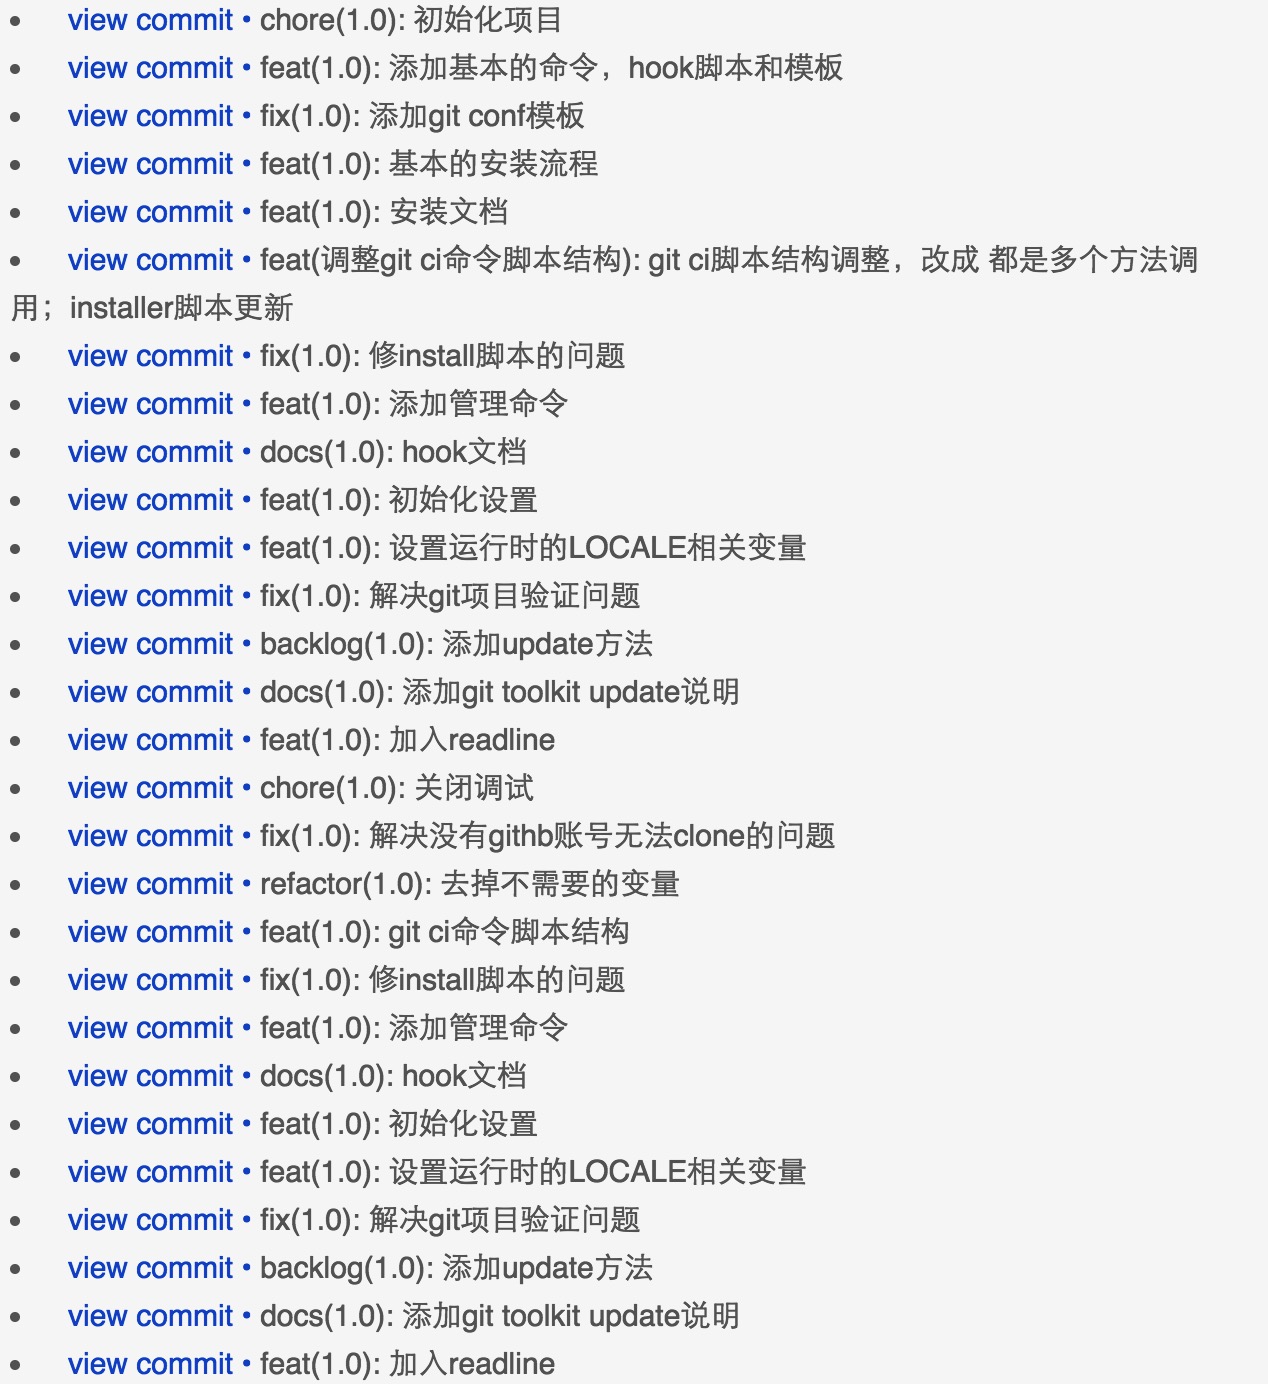 • view commit • chore(1.0): 初始化项目
• view commit • feat(1.0): 添加基本的命令，hook脚本和模板
• view commit • fix(1.0): 添加git conf模板
• view commit • feat(1.0): 基本的安装流程
• view commit • feat(1.0): 安装文档
• view commit • feat(调整git ci命令脚本结构): git ci脚本结构调整，改成 都是多个方法调
用；installer脚本更新
• view commit • fix(1.0): 修install脚本的问题
• view commit • feat(1.0): 添加管理命令
• view commit • docs(1.0): hook文档
• view commit • feat(1.0): 初始化设置
• view commit • feat(1.0): 设置运行时的LOCALE相关变量
• view commit • fix(1.0): 解决git项目验证问题
• view commit • backlog(1.0): 添加update方法
• view commit • docs(1.0): 添加git toolkit update说明
• view commit • feat(1.0): 加入readline
• view commit • chore(1.0): 关闭调试
• view commit • fix(1.0): 解决没有githb账号无法clone的问题
• view commit • refactor(1.0): 去掉不需要的变量
• view commit • feat(1.0): git ci命令脚本结构
• view commit • fix(1.0): 修install脚本的问题
• view commit • feat(1.0): 添加管理命令
• view commit • docs(1.0): hook文档
• view commit • feat(1.0): 初始化设置
• view commit • feat(1.0): 设置运行时的LOCALE相关变量
• view commit • fix(1.0): 解决git项目验证问题
• view commit • backlog(1.0): 添加update方法
• view commit • docs(1.0): 添加git toolkit update说明
• view commit • feat(1.0): 加入readline